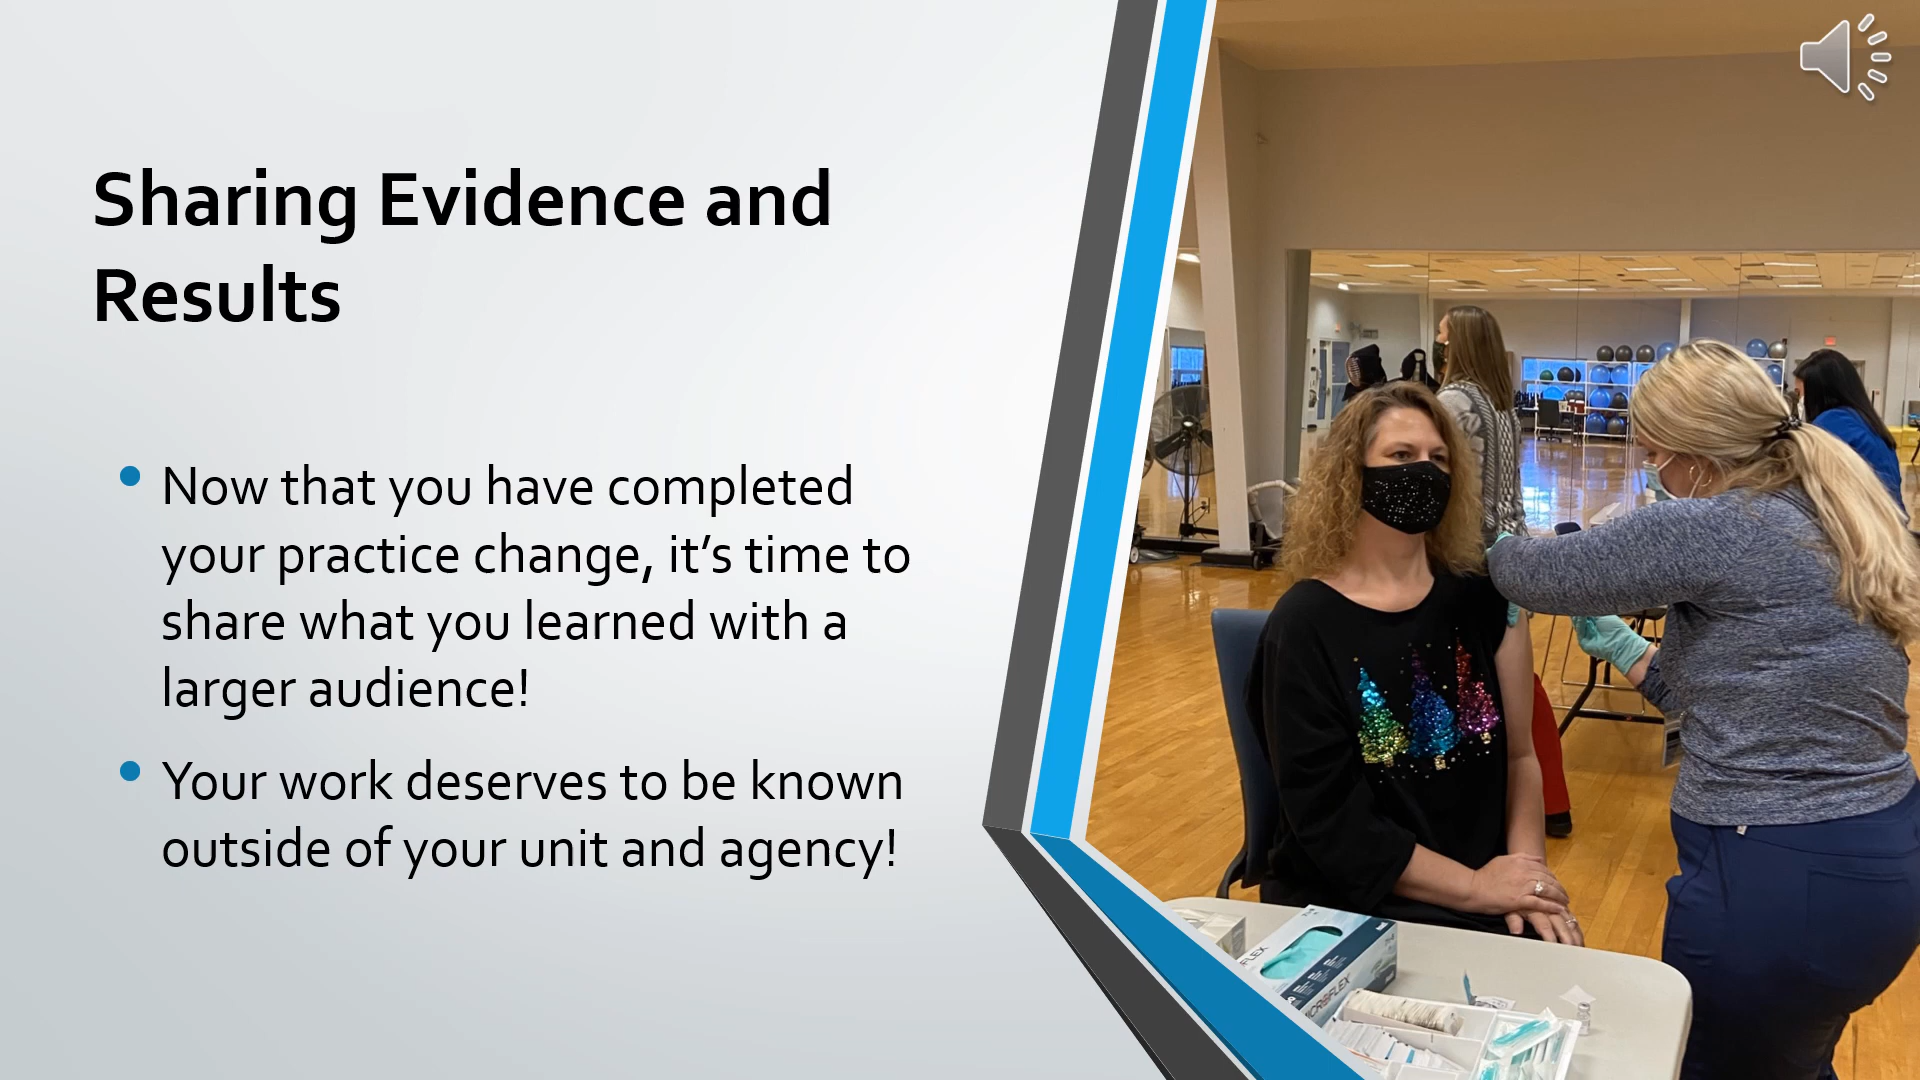 Sharing Evidence and
Results
• Now that you have completed
your practice change, it’s time to
share what you learned with a
larger audience!
• Your work deserves to be known
outside of your unit and agency!